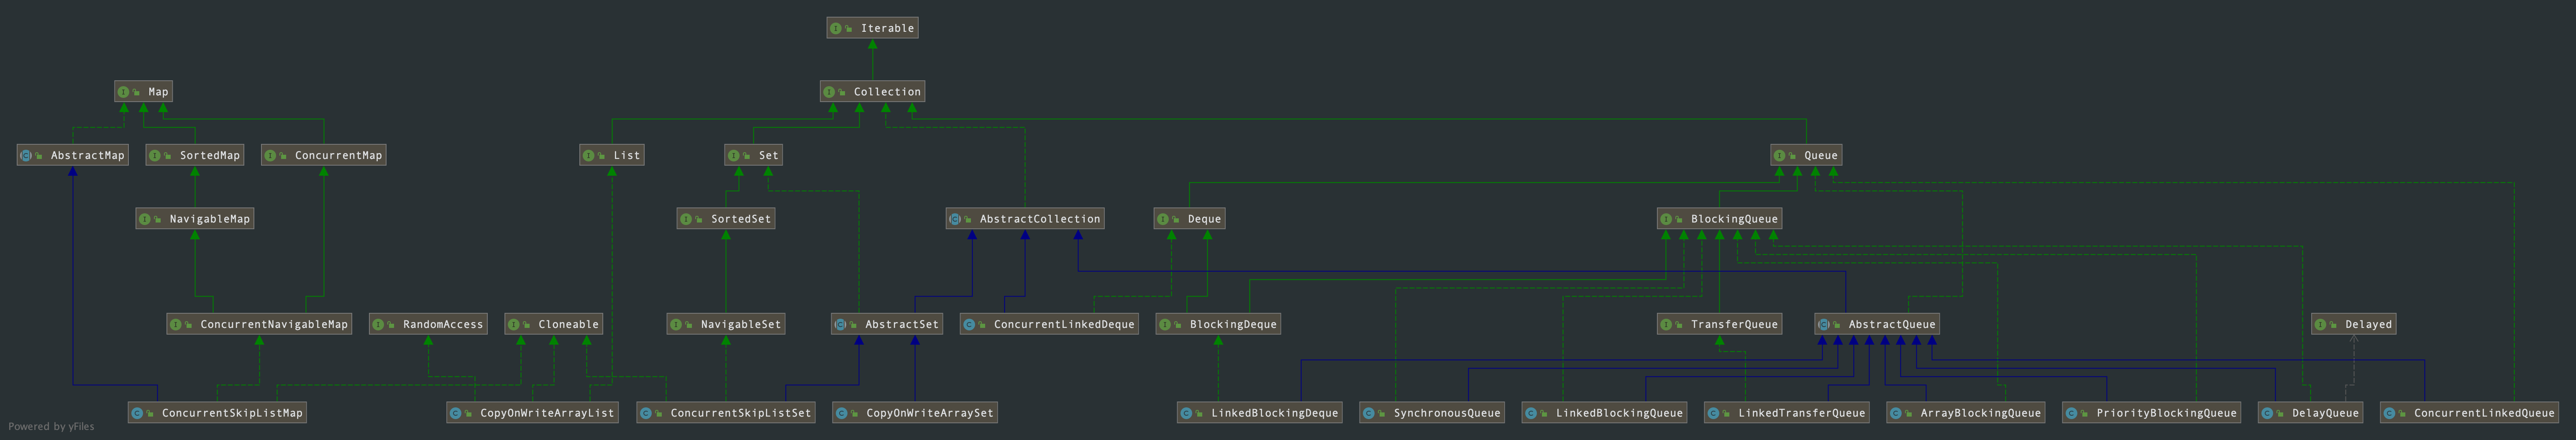 Iterable
Map
Collection
AbstractMap
SortedMap
ConcurrentMap
List
Set
Queue
NavigableMap
SortedSet
AbstractCollection
Deque
BlockingQueue
ConcurrentNavigableMap
RandomAccess
Cloneable
NavigableSet
AbstractSet
ConcurrentLinkedDeque
BlockingDeque
TransferQueue
AbstractQueue
Delayed
ConcurrentSkipListMap
CopyOnWriteArrayList
ConcurrentSkipListSet
CopyOnWriteArraySet
LinkedBlockingDeque
SynchronousQueue
LinkedBlockingQueue
LinkedTransferQueue
ArrayBlockingQueue
PriorityBlockingQueue
DelayQueue
ConcurrentLinkedQueue
Powered by yFiles